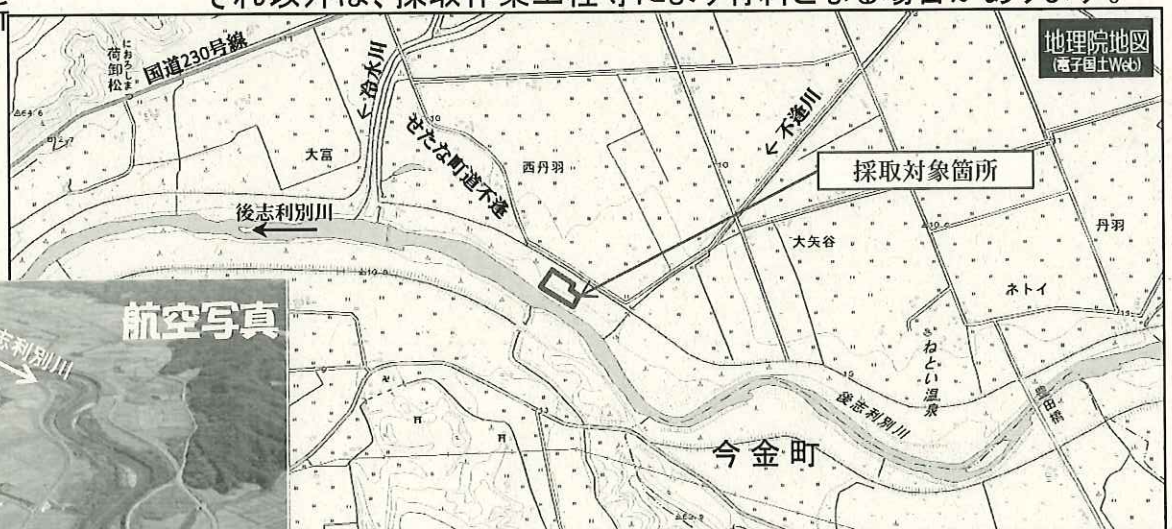 それ以外は、採取作業工程等により有料となる場合があります。
地理院地図
(電子国土Web)
国道230号線
におろしまつ
荷卸松
←冷水川
大富
せたな町道不逢
西丹羽
←不逢川
採取対象箇所
丹羽
大矢谷
ネトイ
後志利別川
ねとい温泉
後志利別川
今金町
航空写真
志利別川